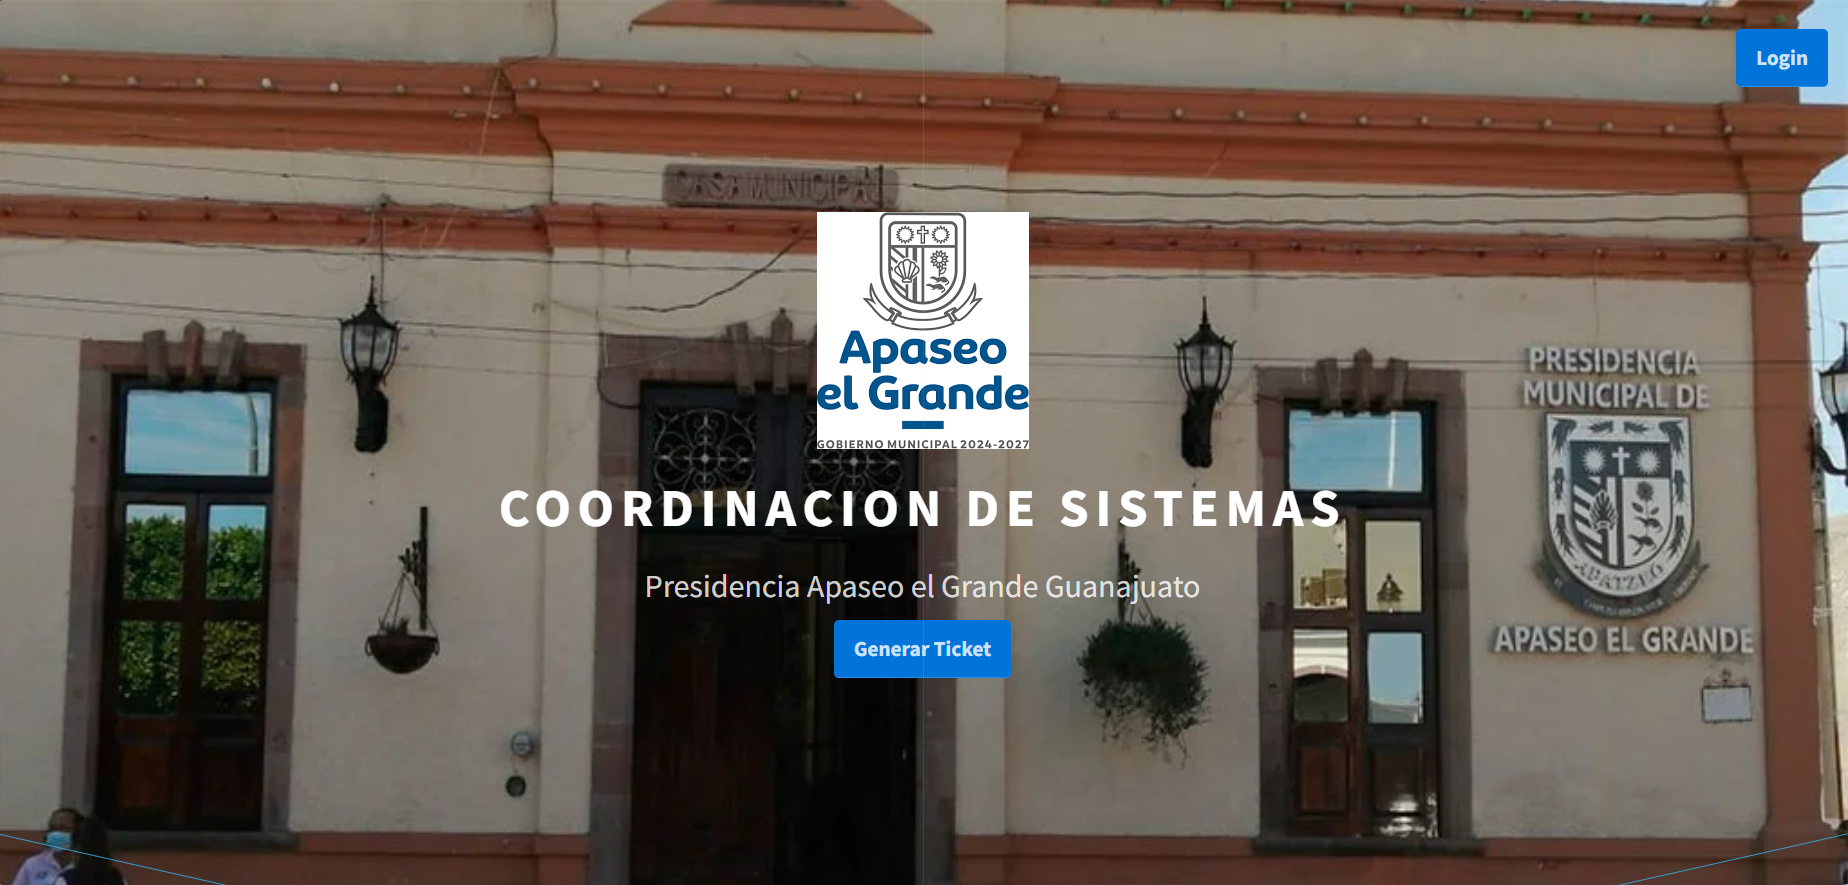 Login
CASA MUNICIPAL
Apaseo
el Grande
GOBIERNO MUNICIPAL 2024-2027
COORDINACION DE SISTEMAS
Presidencia Apaseo el Grande Guanajuato
Generar Ticket
PRESIDENCIA
MUNICIPAL DE
APATZEO
APASEO EL GRANDE